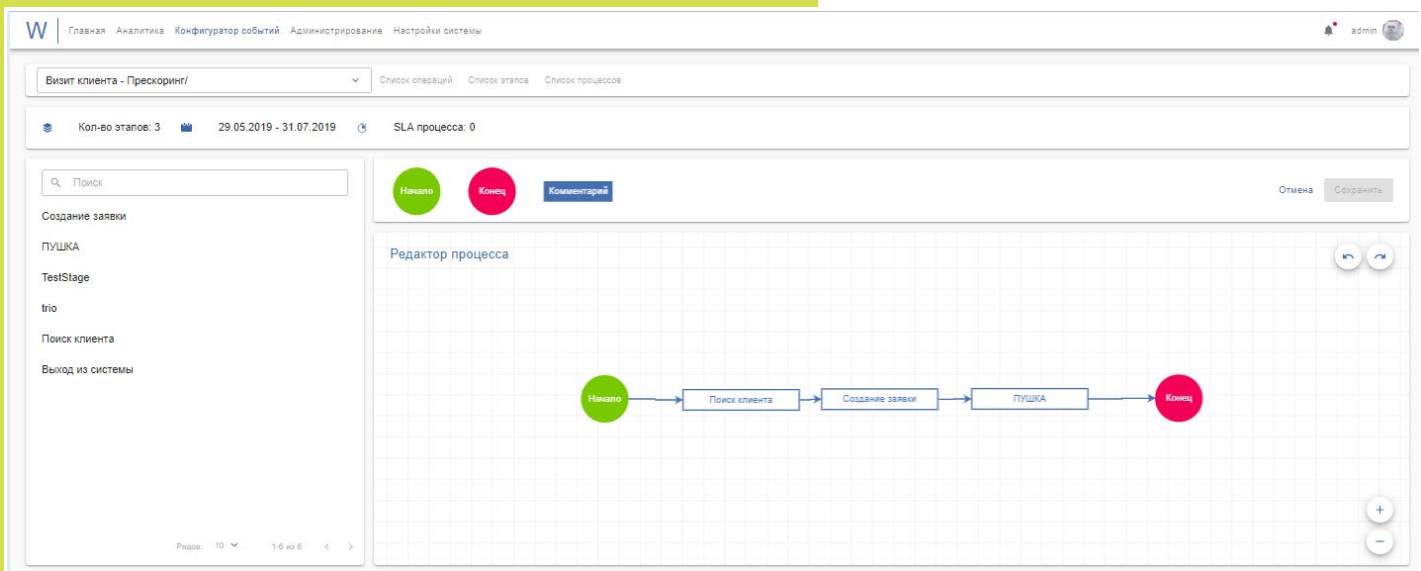 W Главная Аналитика Конфигуратор событий Администрирование Настройки системы admin
Визит клиента - Прескоринг/ Список операций Список этапов Список процессов
Кол-во этапов: 3 29.05.2019 - 31.07.2019 SLA процесса: 0
Поиск
Создание заявки
ПУШКА
TestStage
trio
Поиск клиента
Выход из системы
Рядов: 10 1-6 из 6
Начало Конец Комментарий Отмена Сохранить
Редактор процесса
Начало Поиск клиента Создание заявки ПУШКА Конец
+
−